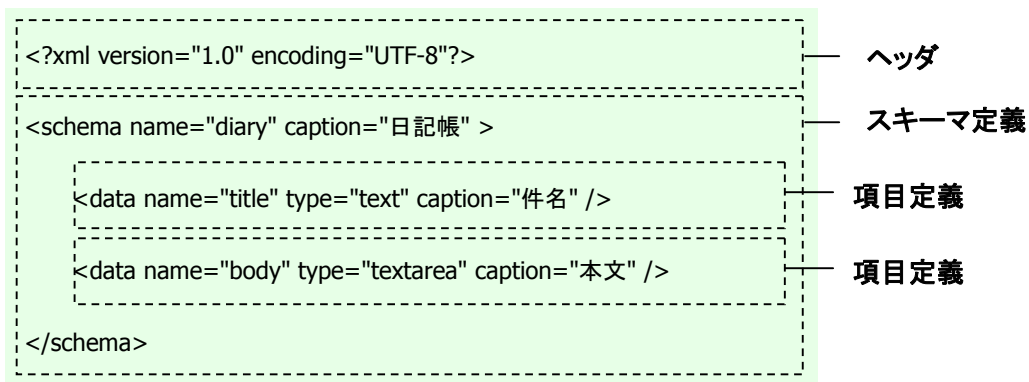 <?xml version="1.0" encoding="UTF-8"?>
ヘッダ
<schema name="diary" caption="日記帳" >
スキーマ定義
<data name="title" type="text" caption="件名" />
項目定義
<data name="body" type="textarea" caption="本文" />
項目定義
</schema>